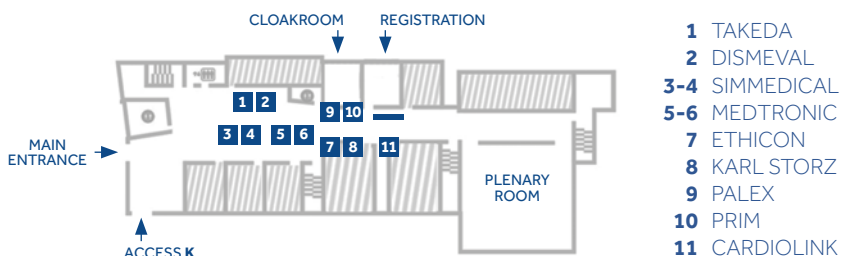 CLOAKROOM
REGISTRATION
1 2
9 10
3 4 5 6
7 8 11
MAIN
ENTRANCE
PLENARY
ROOM
ACCESS K
1 TAKEDA
2 DISMEVAL
3-4 SIMMEDICAL
5-6 MEDTRONIC
7 ETHICON
8 KARL STORZ
9 PALEX
10 PRIM
11 CARDIOLINK